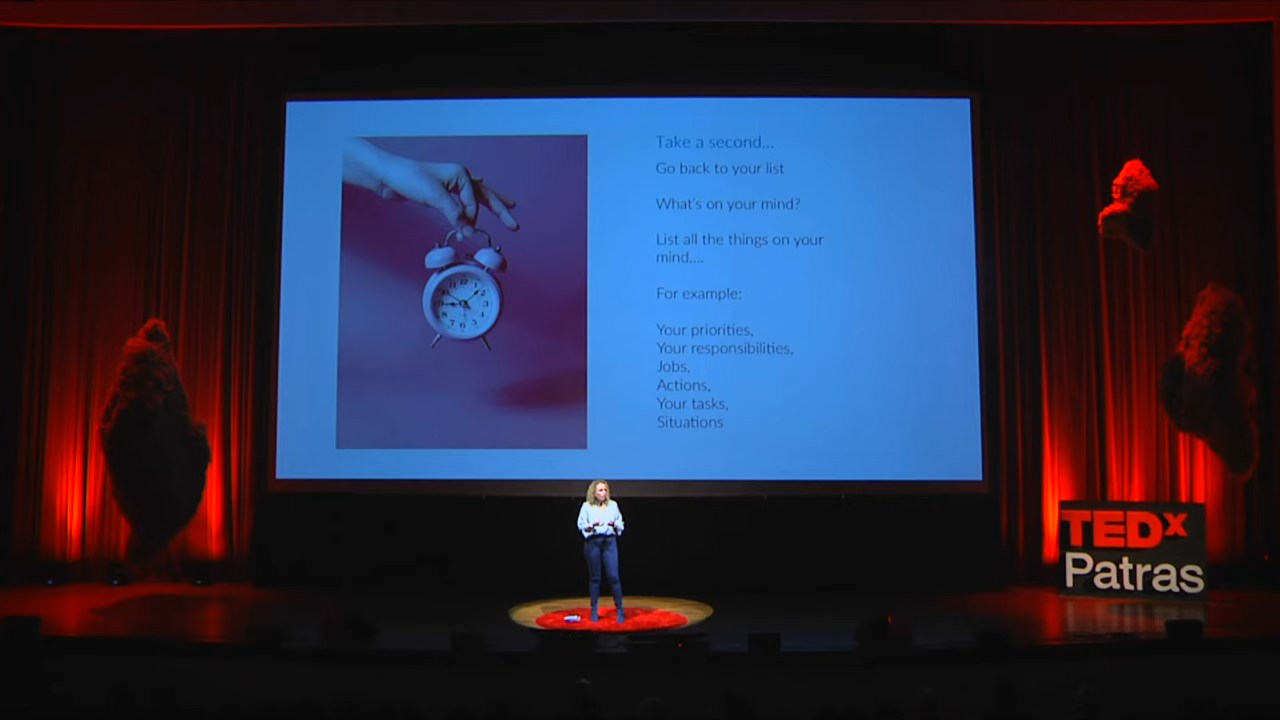 Take a second...
Go back to your list
What's on your mind?
List all the things on your
mind....
For example:
Your priorities,
Your responsibilities,
Jobs,
Actions,
Your tasks,
Situations
TEDx
Patras